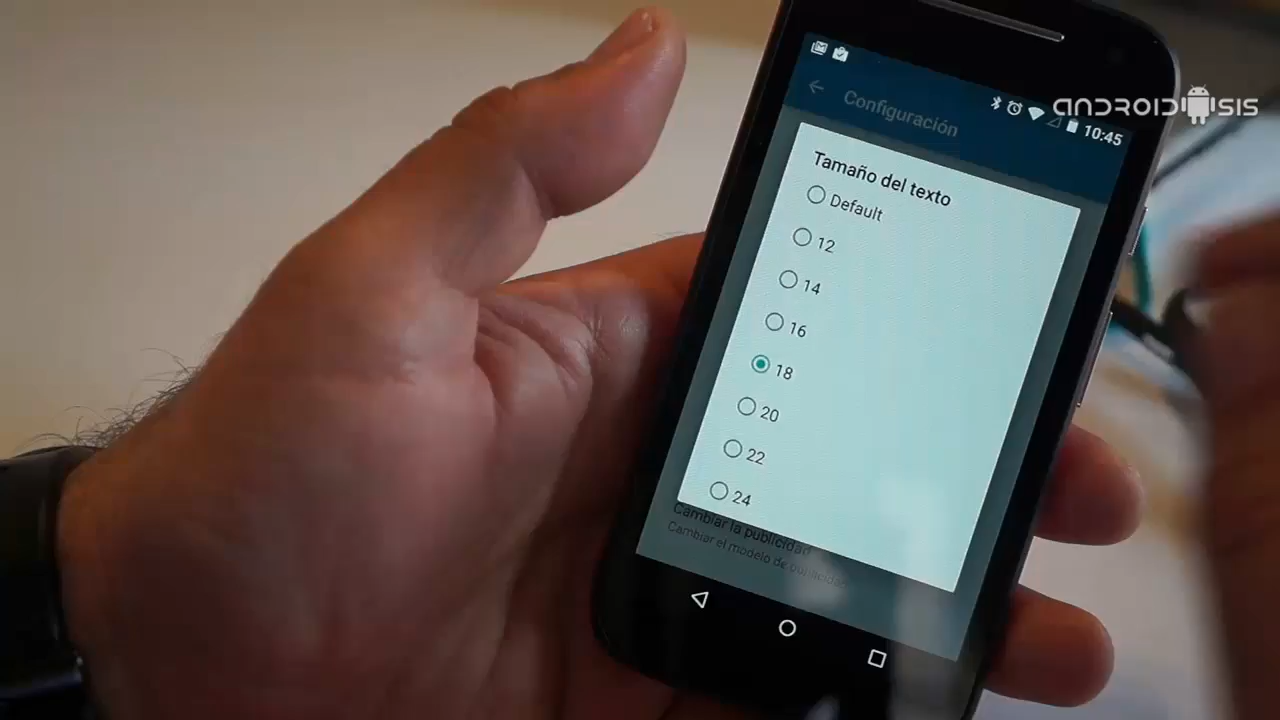 ANDROIDSIS
10:45
Configuración
Tamaño del texto
Default
12
14
16
18
20
22
24
Cambiar la publicidad
Cambiar el modelo de publicidad